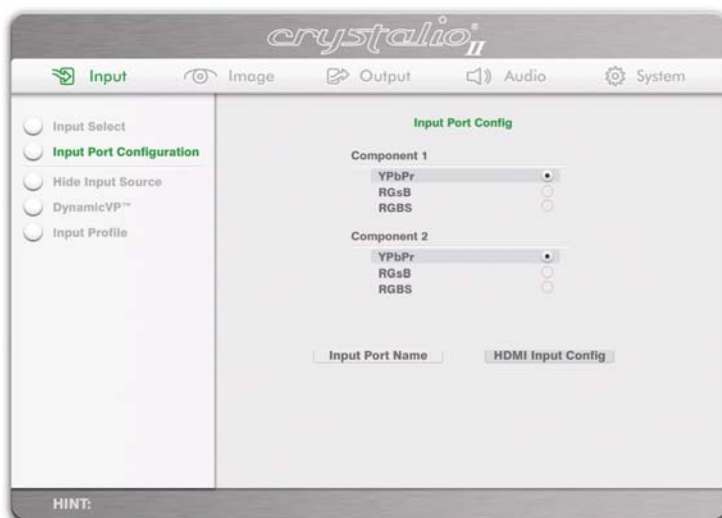 crystalio® II
Input Image Output Audio System
Input Select
Input Port Configuration
Hide Input Source
DynamicVP™
Input Profile
Input Port Config
Component 1
YPbPr
RGsB
RGBS
Component 2
YPbPr
RGsB
RGBS
Input Port Name HDMI Input Config
HINT: